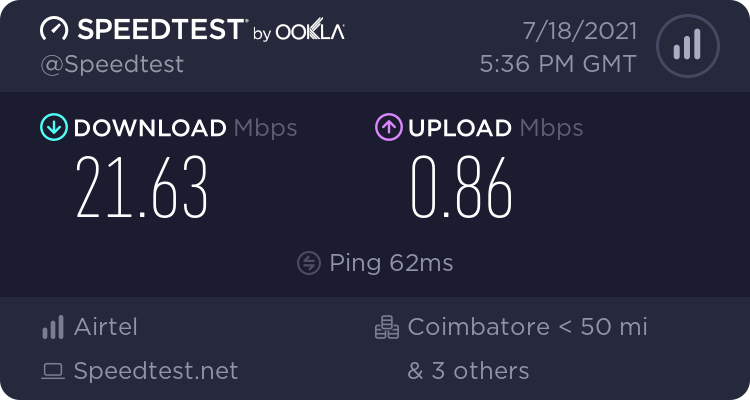 SPEEDTEST® by OOKLA®
7/18/2021
@Speedtest
5:36 PM GMT
DOWNLOAD Mbps
21.63
UPLOAD Mbps
0.86
Ping 62ms
Airtel
Coimbatore < 50 mi
Speedtest.net
& 3 others